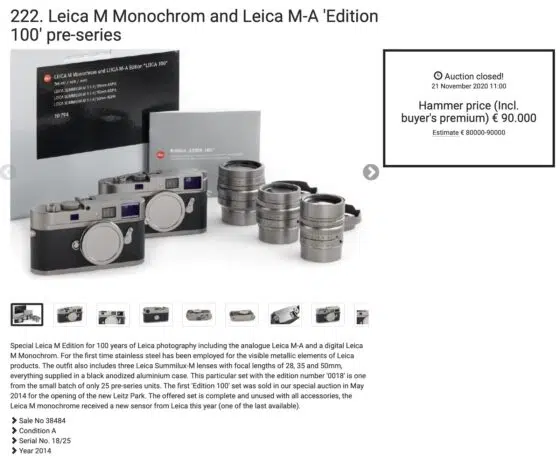 222. Leica M Monochrom and Leica M-A 'Edition
100' pre-series
Auction closed!
21 November 2020 11:00
Hammer price (Incl.
buyer's premium) € 90.000
Estimate € 80000-90000
LEICA M MONOCHROM and LEICA M-A Edition "LEICA 100"
Special Leica M Edition for 100 years of Leica photography including the analogue Leica M-A and a digital Leica
M Monochrom. For the first time stainless steel has been employed for the visible metallic elements of Leica
products. The outfit also includes three Leica Summilux-M lenses with focal lengths of 28, 35 and 50mm,
everything supplied in a black anodized aluminium case. This particular set with the edition number '0018' is one
from the small batch of only 25 pre-series units. The first 'Edition 100' set was sold in our special auction in May
2014 for the opening of the new Leitz Park. The offered set is complete and unused with all accessories, the
Leica M monochrome received a new sensor from Leica this year (one of the last available).
Sale No 38484
Condition A
Serial No. 18/25
Year 2014